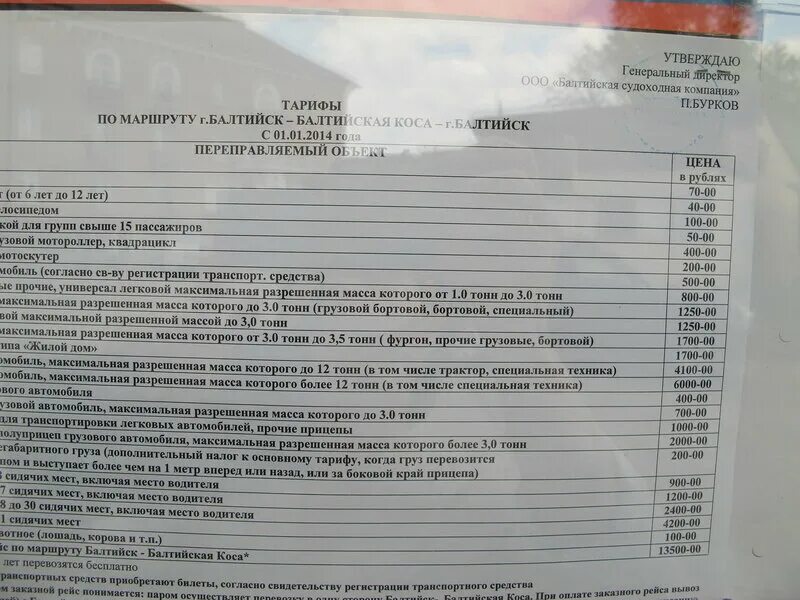 УТВЕРЖДАЮ
Генеральный директор
ООО «Балтийская судоходная компания»
П.БУРКОВ
ТАРИФЫ
ПО МАРШРУТУ г.БАЛТИЙСК – БАЛТИЙСКАЯ КОСА – г.БАЛТИЙСК
С 01.01.2014 года
ПЕРЕПРАВЛЯЕМЫЙ ОБЪЕКТ
ЦЕНА
в рублях
70-00
т (от 6 лет до 12 лет) 40-00
елосипедом 100-00
кой для групп свыше 15 пассажиров 50-00
узовой мотороллер, квадрацикл 400-00
мотоскутер 200-00
мобиль (согласно св-ву регистрации транспорт. средства) 500-00
ые прочие, универсал легковой максимальная разрешенная масса которого от 1.0 тонн до 3.0 тонн 800-00
максимальная разрешенная масса которого до 3.0 тонн (грузовой бортовой, бортовой, специальный) 1250-00
вой максимальной разрешенной массой до 3,0 тонн 1250-00
максимальная разрешенная масса которого от 3.0 тонн до 3,5 тонн ( фургон, прочие грузовые, бортовой) 1700-00
типа «Жилой дом» 1700-00
омобиль, максимальная разрешенная масса которого до 12 тонн (в том числе трактор, специальная техника) 4100-00
омобиль, максимальная разрешенная масса которого более 12 тонн (в том числе специальная техника) 6000-00
ового автомобиля 400-00
узовой автомобиль, максимальная разрешенная масса которого до 3.0 тонн 700-00
для транспортировки легковых автомобилей, прочие прицепы 1000-00
полуприцеп грузового автомобиля, максимальная разрешенная масса которого более 3,0 тонн 2000-00
егабаритного груза (дополнительный налог к основному тарифу, когда груз перевозится 200-00
ном и выступает более чем на 1 метр вперед или назад, или за боковой край прицепа)
сидячих мест, включая место водителя 900-00
7 сидячих мест, включая место водителя 1200-00
8 до 30 сидячих мест, включая место водителя 2400-00
1 сидячих мест 4200-00
вотное (лошадь, корова и т.п.) 100-00
йс по маршруту Балтийск - Балтийская Коса* 13500-00
лет перевозятся бесплатно
транспортных средств приобретают билеты, согласно свидетельству регистрации транспортного средства
заказной рейс понимается: паром осуществляет перевозку в одну сторону Балтийск- Балтийская Коса. При оплате заказного рейса вывоз